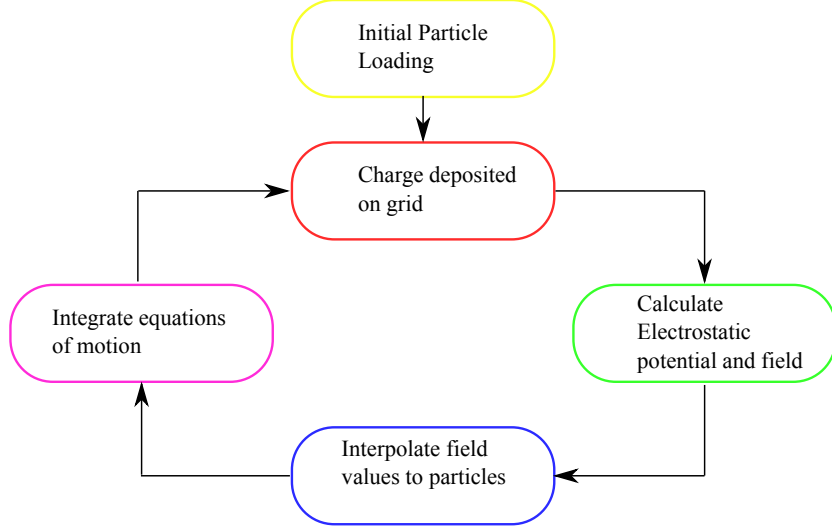 Initial Particle
Loading
Charge deposited
on grid
Calculate
Electrostatic
potential and field
Interpolate field
values to particles
Integrate equations
of motion